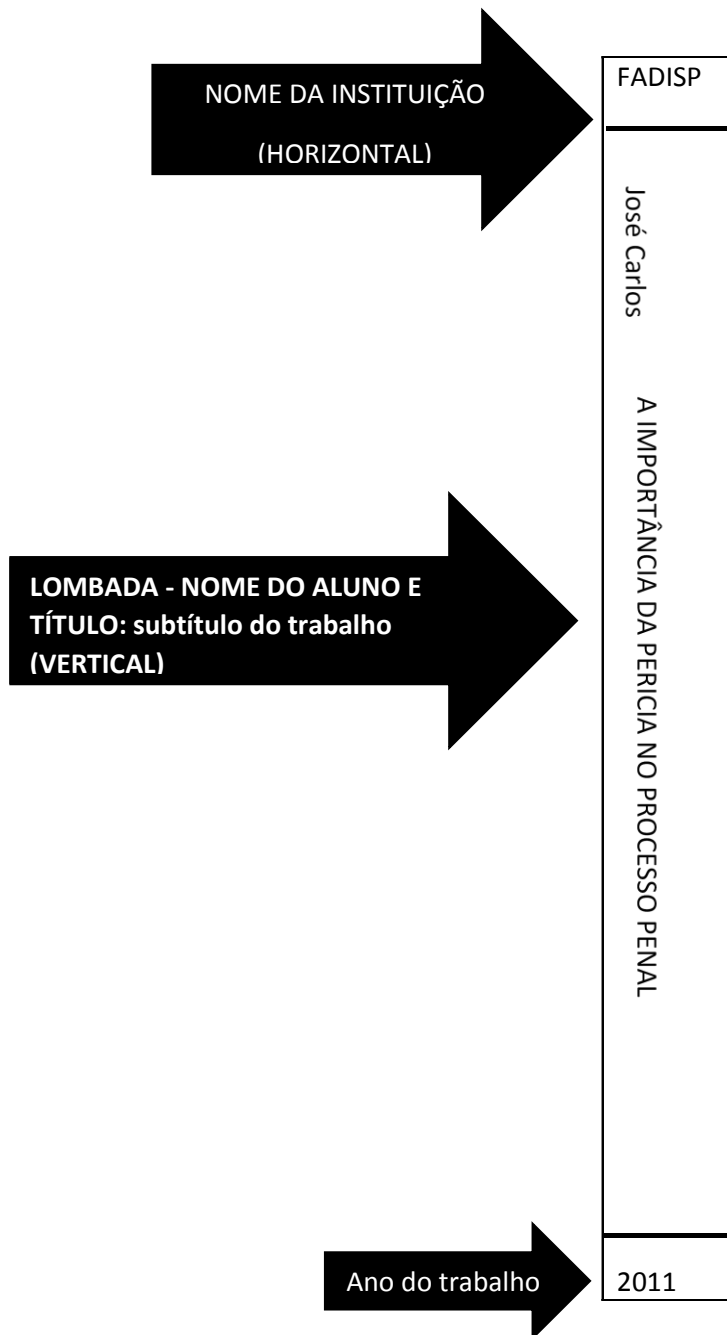 NOME DA INSTITUIÇÃO
(HORIZONTAL)
FADISP
José Carlos
A IMPORTÂNCIA DA PERICIA NO PROCESSO PENAL
LOMBADA - NOME DO ALUNO E
TÍTULO: subtítulo do trabalho
(VERTICAL)
Ano do trabalho
2011